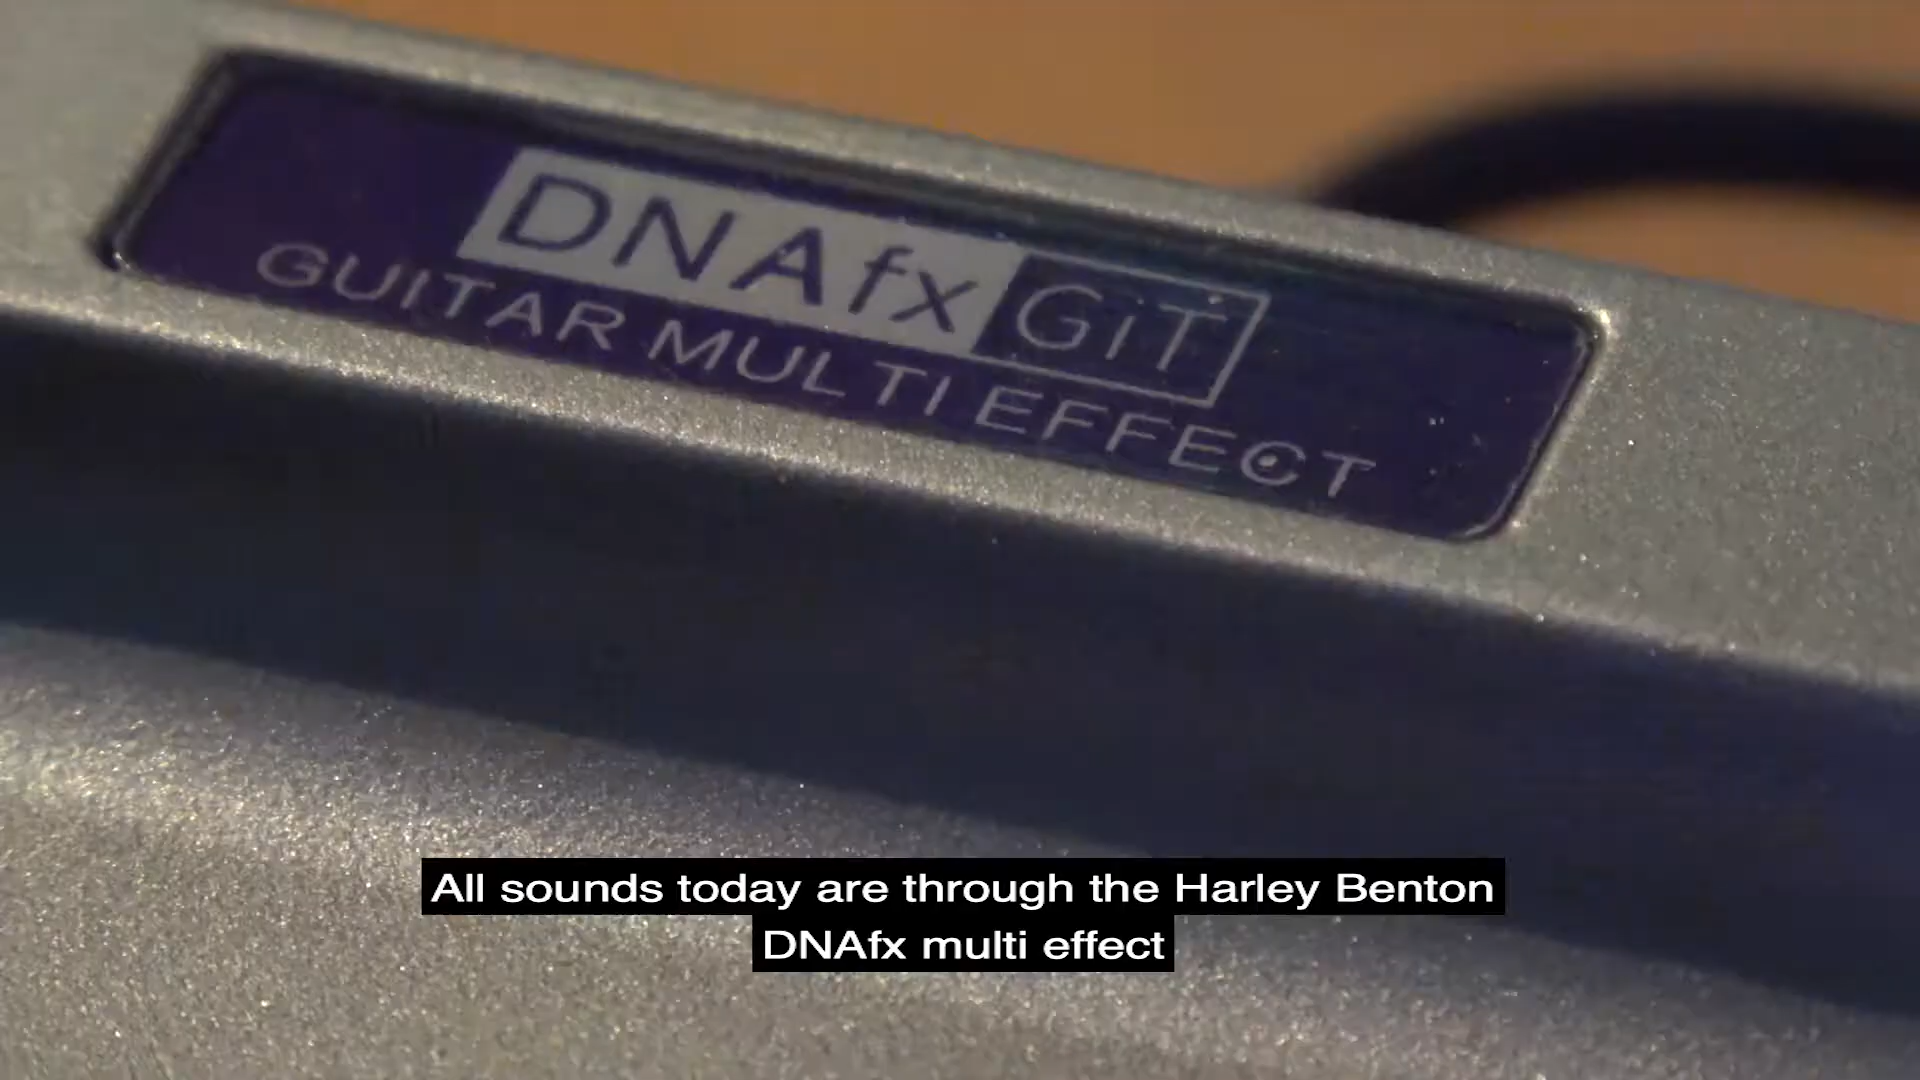 DNAfx GiT
GUITAR MULTI EFFECT
All sounds today are through the Harley Benton
DNAfx multi effect